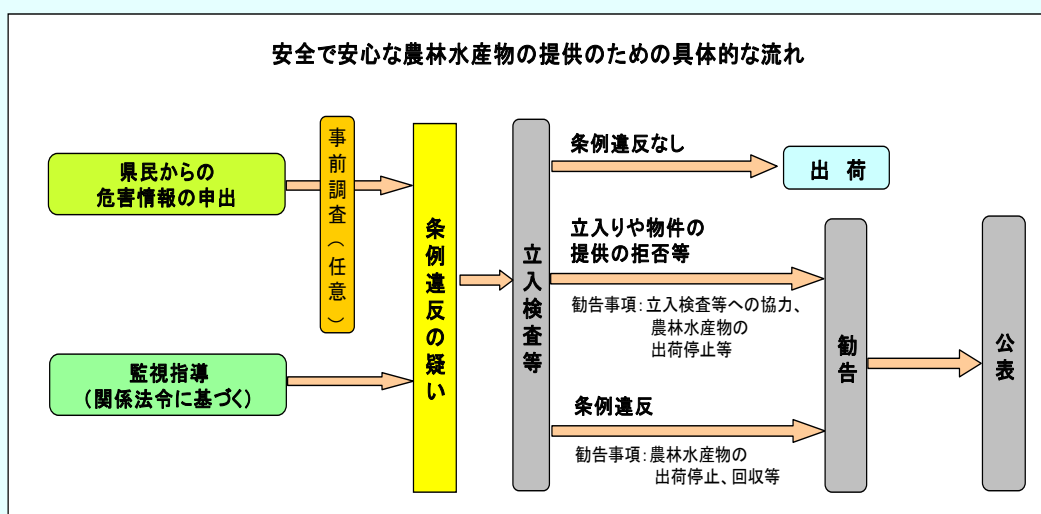 安全で安心な農林水産物の提供のための具体的な流れ
県民からの
危害情報の申出
事前調査(任意)
監視指導
(関係法令に基づく)
条例違反の疑い
立入検査等
条例違反なし
出 荷
立入りや物件の
提供の拒否等
勧告事項:立入検査等への協力、
農林水産物の
出荷停止等
条例違反
勧告事項:農林水産物の
出荷停止、回収等
勧告
公表